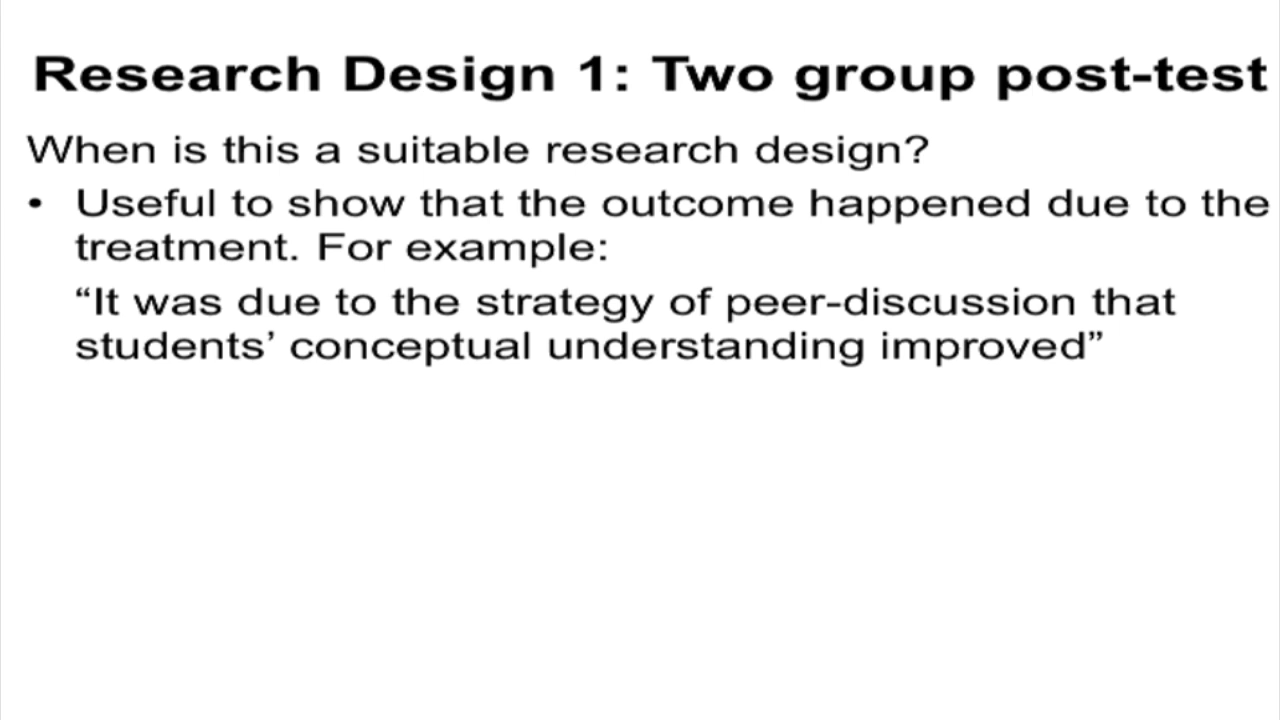 Research Design 1: Two group post-test
When is this a suitable research design?
• Useful to show that the outcome happened due to the
treatment. For example:
“It was due to the strategy of peer-discussion that
students’ conceptual understanding improved”